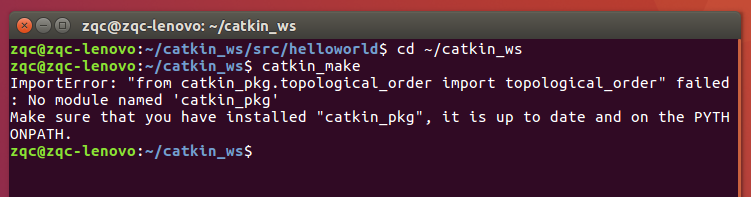 zqc@zqc-lenovo: ~/catkin_ws
zqc@zqc-lenovo:~/catkin_ws/src/helloworld$ cd ~/catkin_ws
zqc@zqc-lenovo:~/catkin_ws$ catkin_make
ImportError: "from catkin_pkg.topological_order import topological_order" failed
: No module named 'catkin_pkg'
Make sure that you have installed "catkin_pkg", it is up to date and on the PYTH
ONPATH.
zqc@zqc-lenovo:~/catkin_ws$